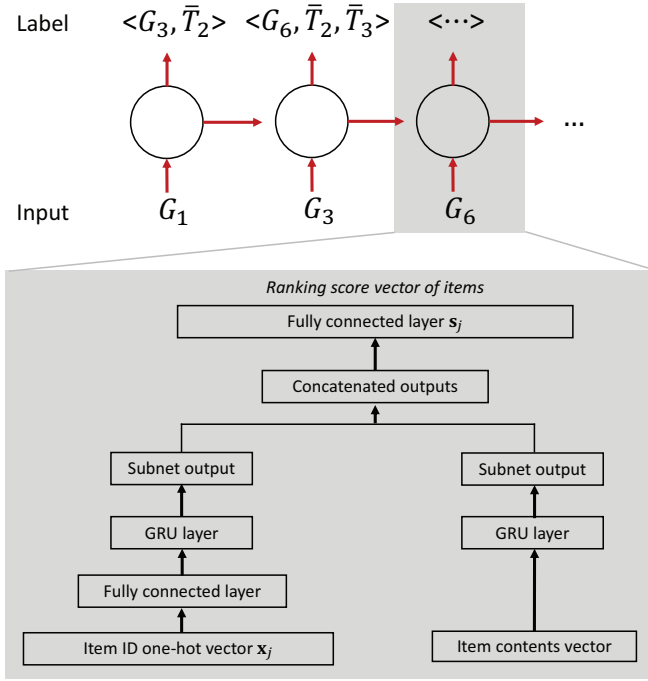 Label <G₃, T̄₂> <G₆, T̄₂, T̄₃> <⋯>
...
Input G₁ G₃ G₆
Ranking score vector of items
Fully connected layer sⱼ
Concatenated outputs
Subnet output Subnet output
GRU layer GRU layer
Fully connected layer
Item ID one-hot vector xⱼ Item contents vector